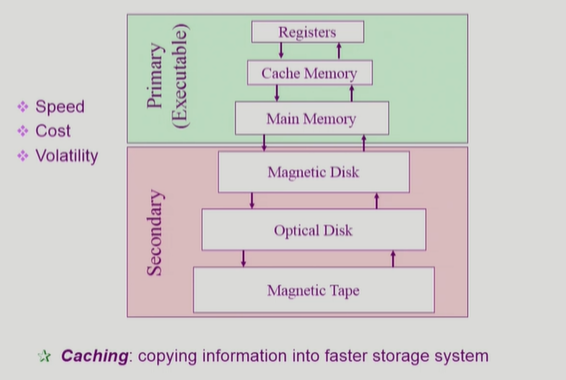 Speed
Cost
Volatility
Primary
(Executable)
Registers
Cache Memory
Main Memory
Secondary
Magnetic Disk
Optical Disk
Magnetic Tape
Caching: copying information into faster storage system